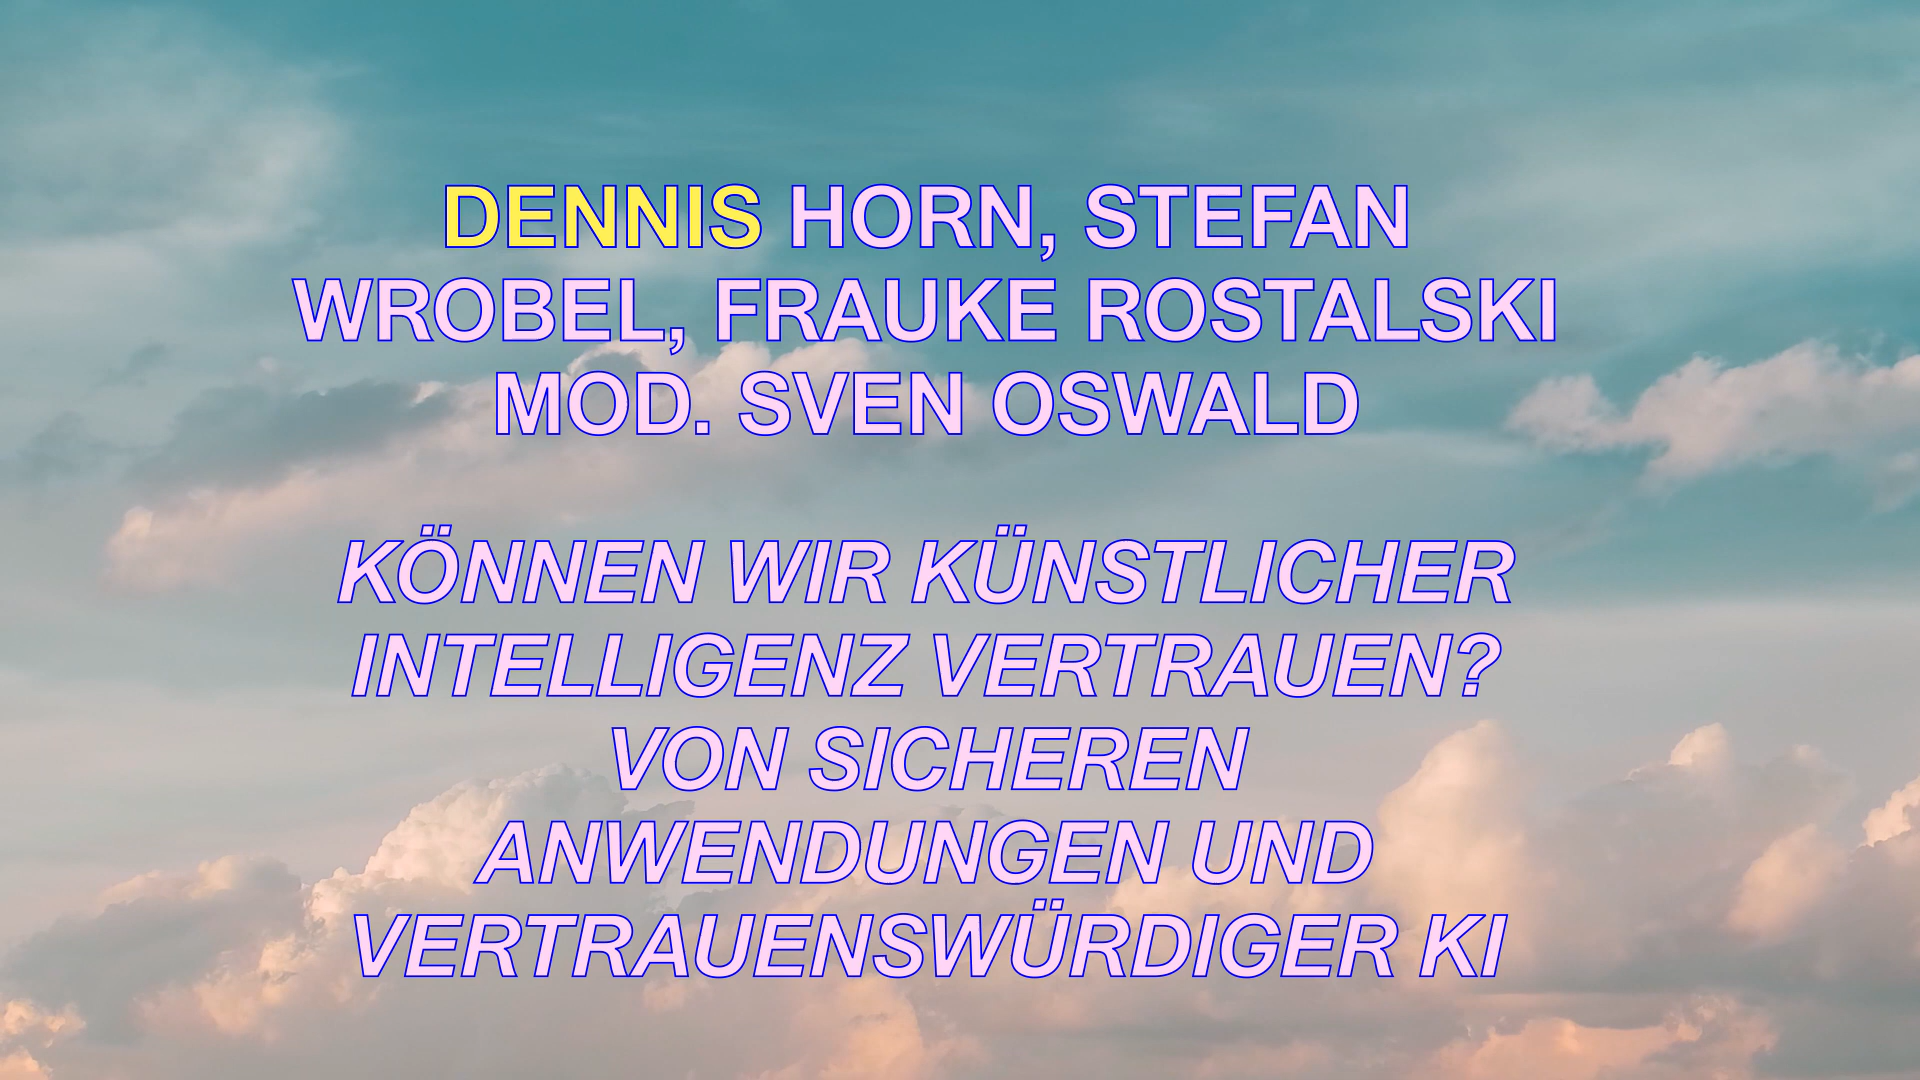 DENNIS HORN, STEFAN
WROBEL, FRAUKE ROSTALSKI
MOD. SVEN OSWALD
KÖNNEN WIR KÜNSTLICHER
INTELLIGENZ VERTRAUEN?
VON SICHEREN
ANWENDUNGEN UND
VERTRAUENSWÜRDIGER KI